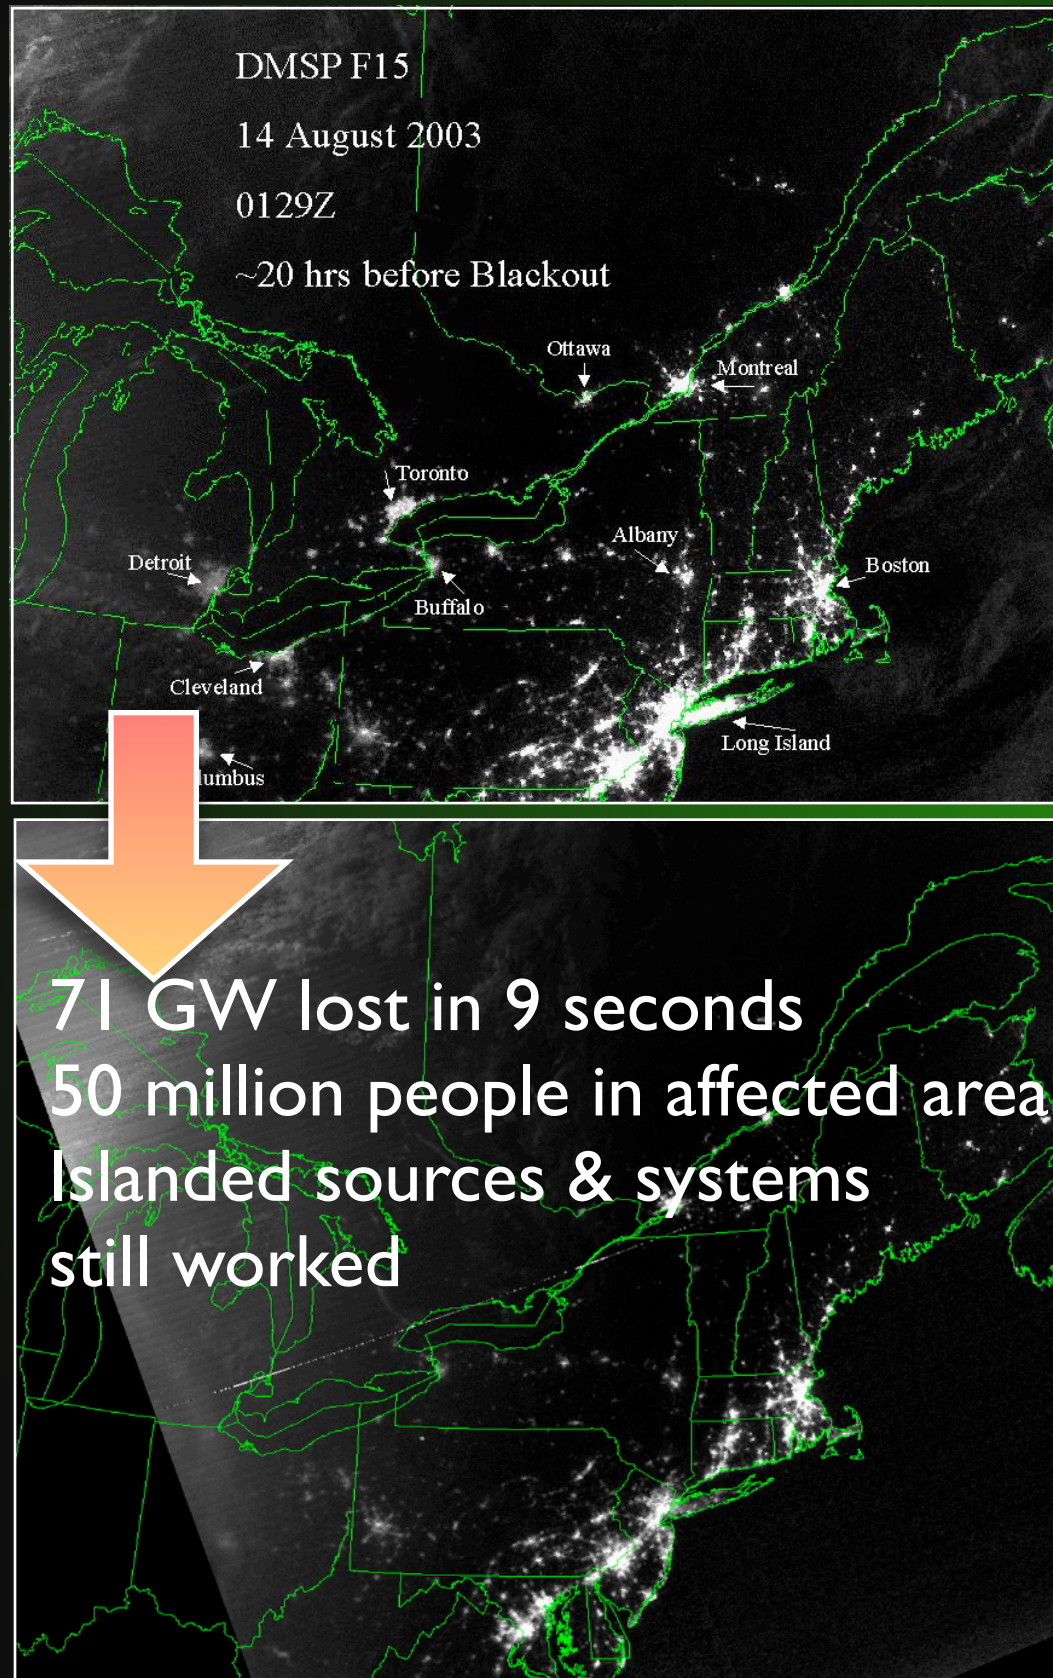 DMSP F15
14 August 2003
0129Z
~20 hrs before Blackout
Ottawa
Montreal
Toronto
Albany
Detroit
Boston
Buffalo
Cleveland
Long Island
lumbus
71 GW lost in 9 seconds
50 million people in affected area
Islanded sources & systems
still worked